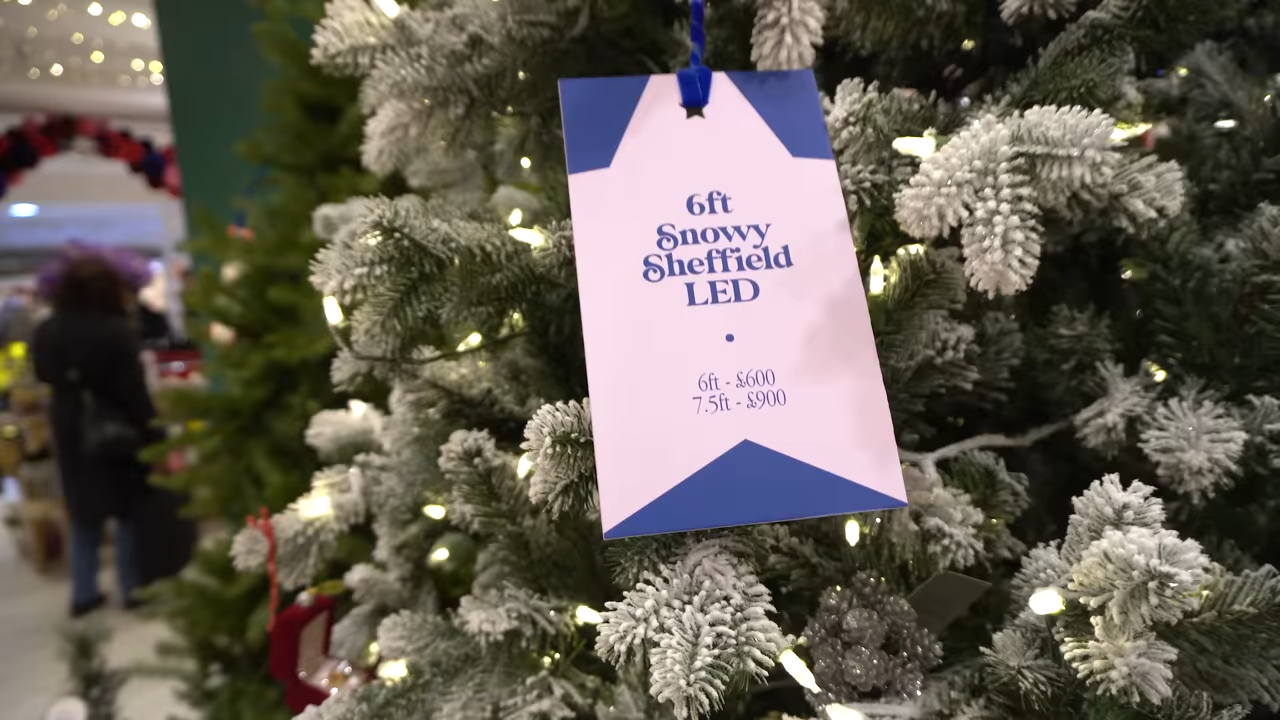 6ft
Snowy
Sheffield
LED
6ft - £600
7.5ft - £900